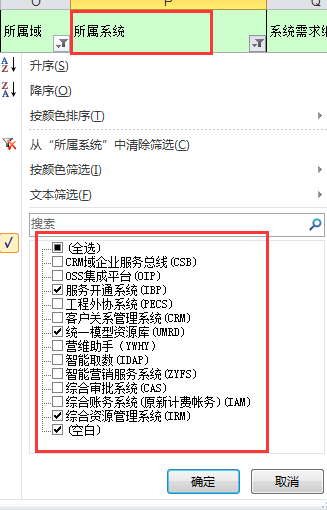 O P Q
所属域 所属系统 系统需求编
升序(S)
降序(O)
按颜色排序(T)
从“所属系统”中清除筛选(C)
按颜色筛选(I)
文本筛选(F)
搜索
(全选)
CRM域企业服务总线(CSB)
OSS集成平台(OIP)
服务开通系统(IBP)
工程外协系统(PECS)
客户关系管理系统(CRM)
统一模型资源库(UMRD)
营维助手 (YWHY)
智能取数(IDAP)
智能营销服务系统(ZYFS)
综合审批系统(CAS)
综合账务系统(原新计费帐务)(IAM)
综合资源管理系统(IRM)
(空白)
确定 取消